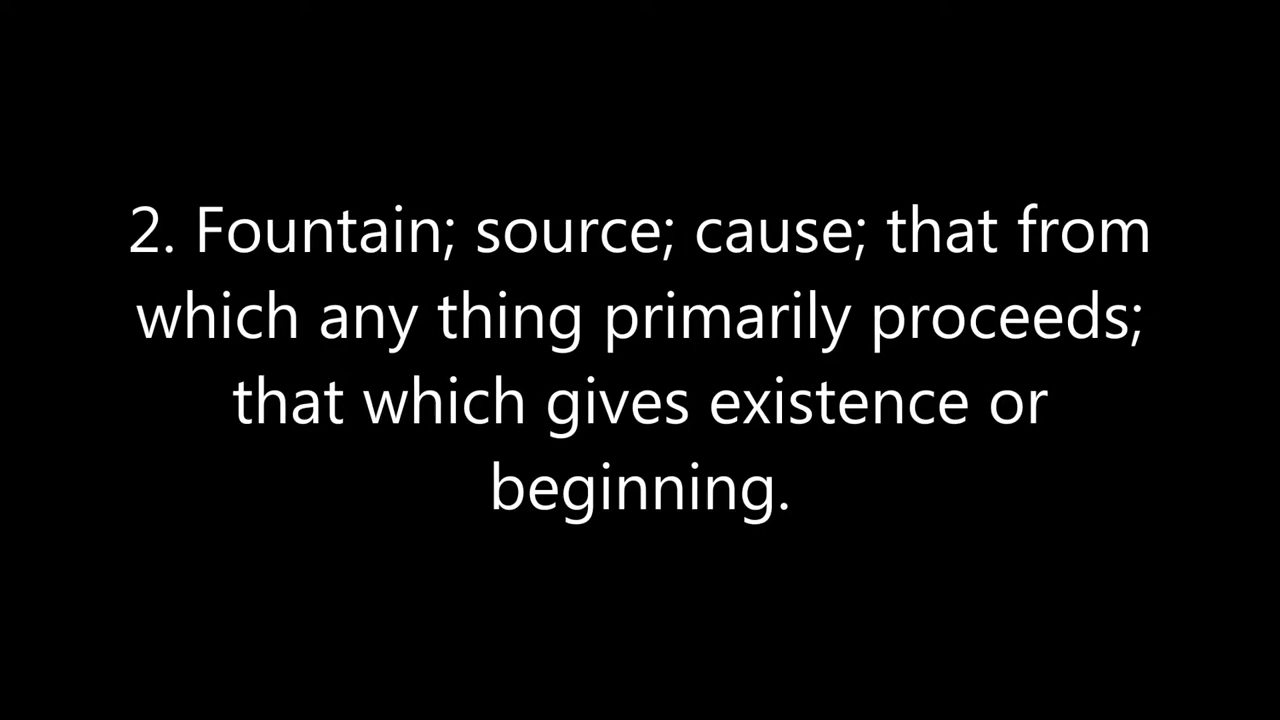 2. Fountain; source; cause; that from
which any thing primarily proceeds;
that which gives existence or
beginning.